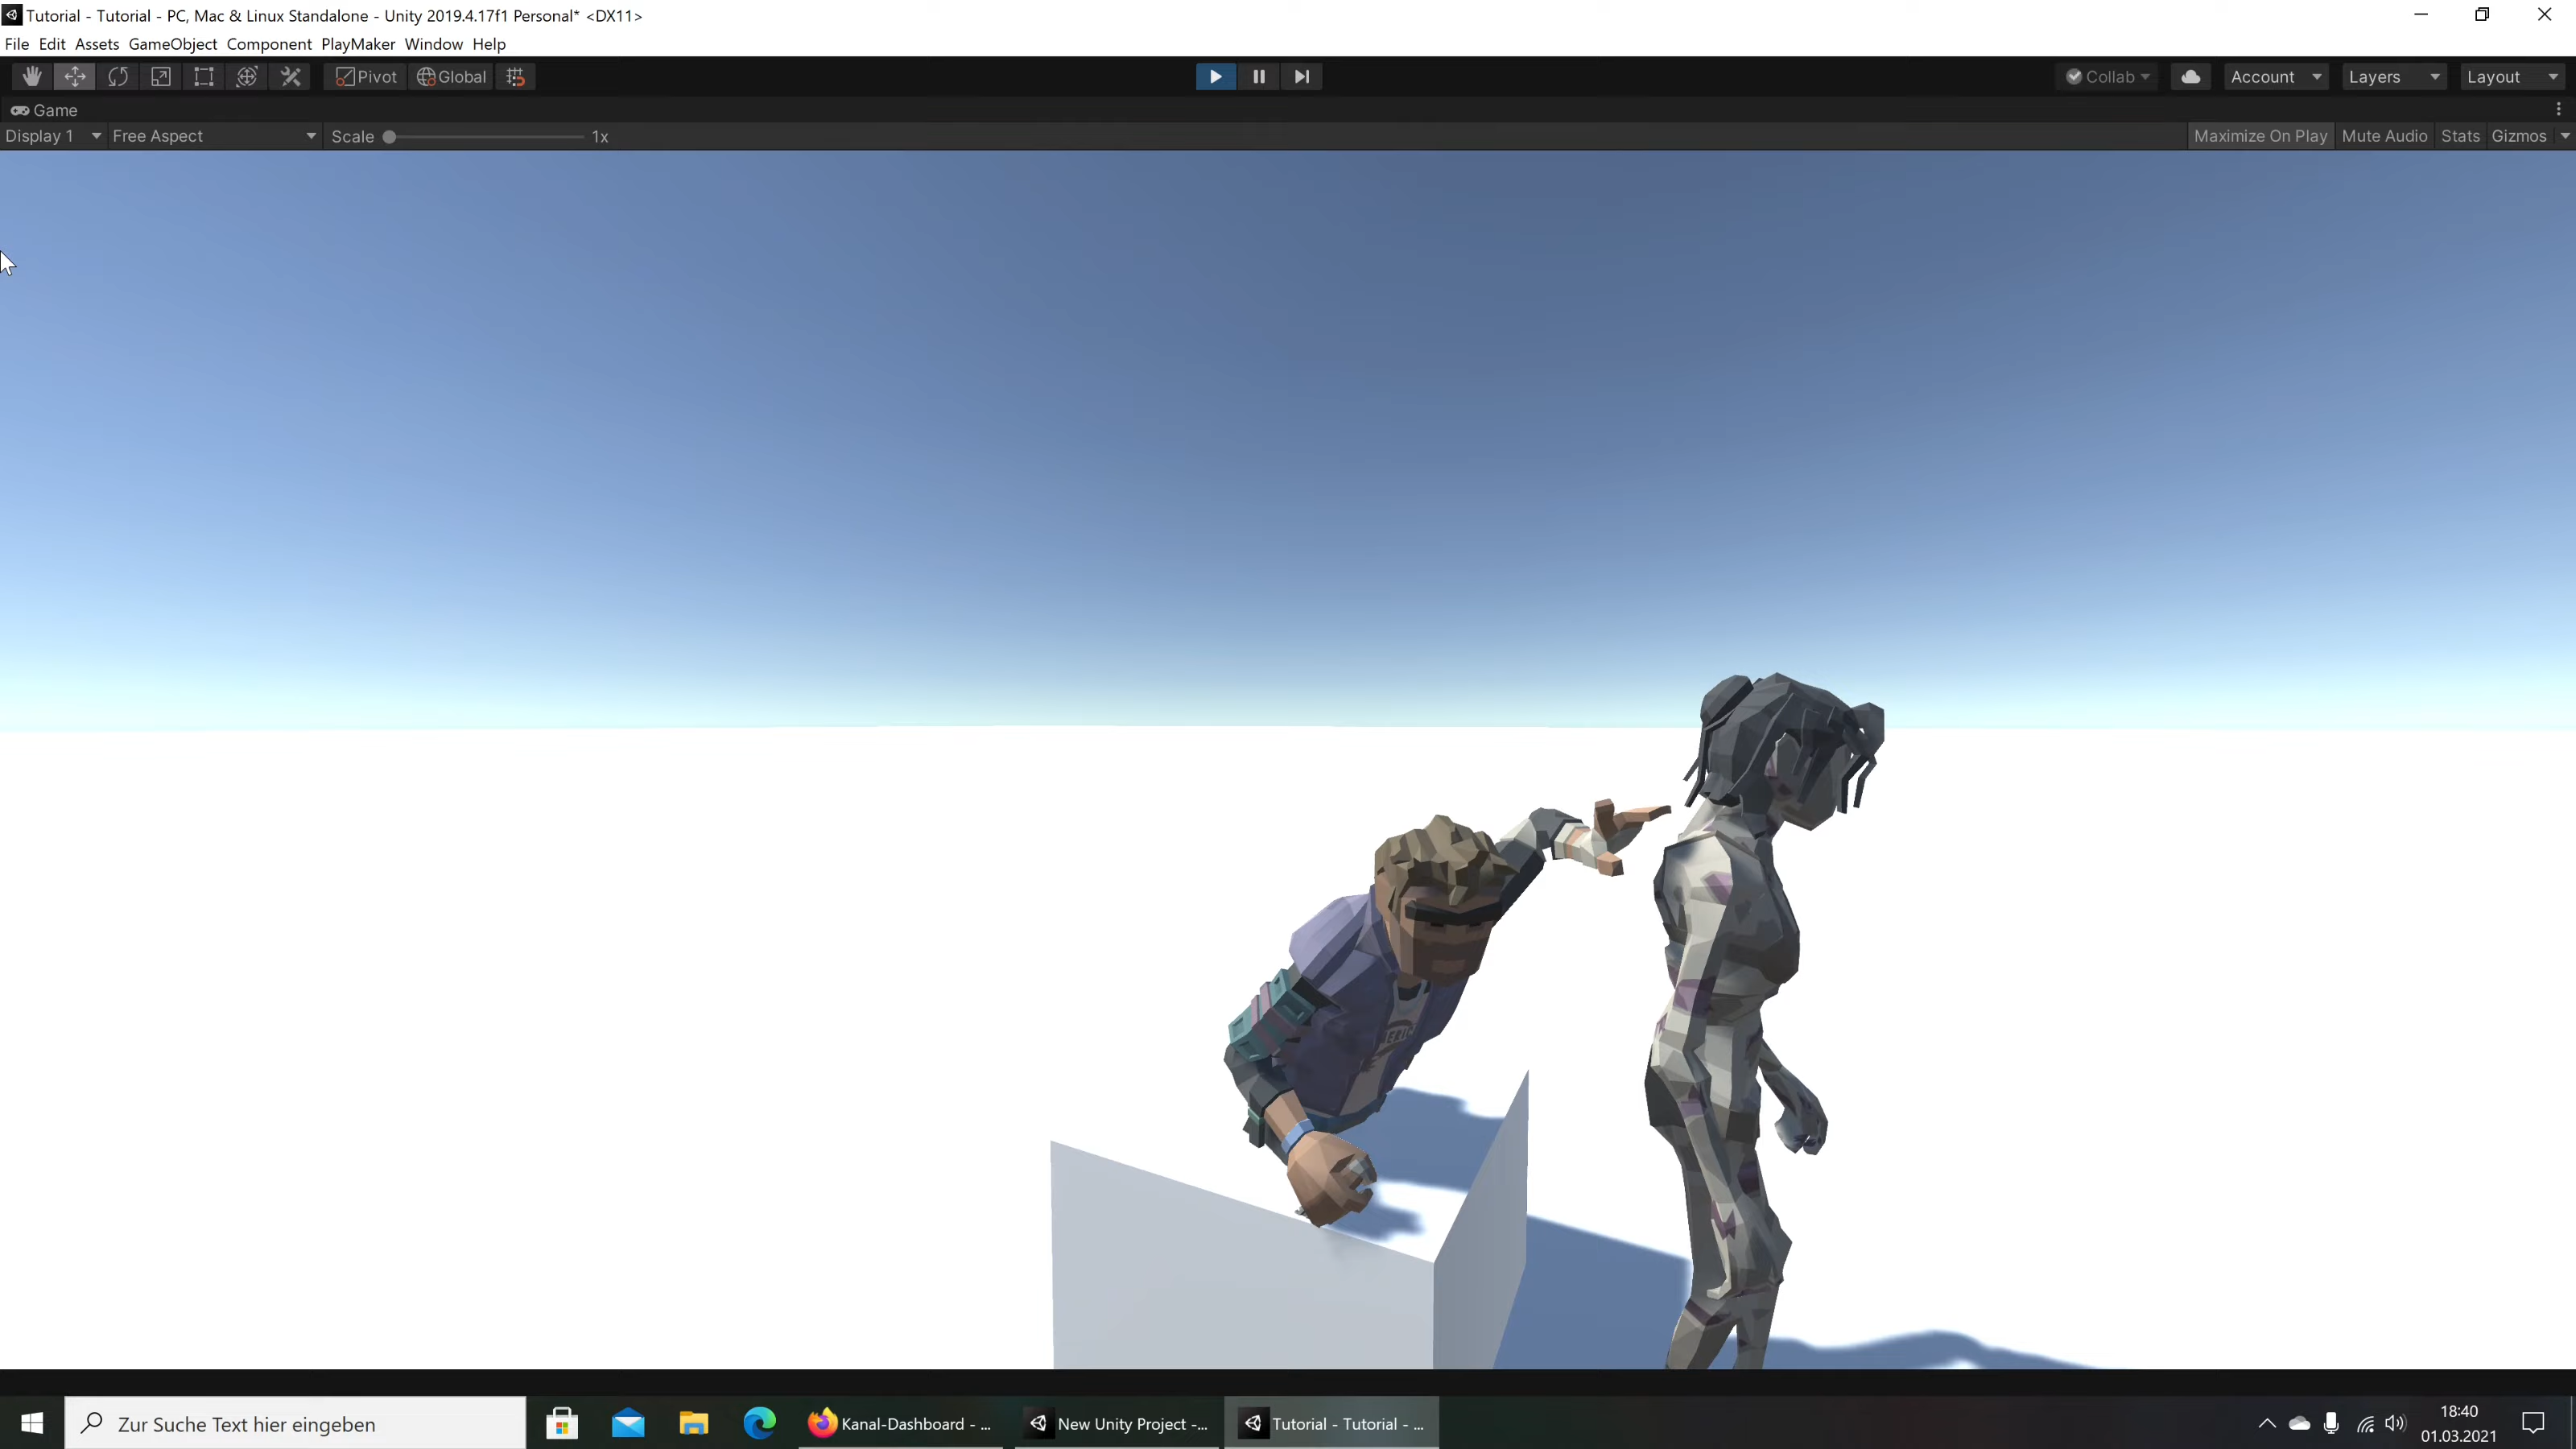 Tutorial - Tutorial - PC, Mac & Linux Standalone - Unity 2019.4.17f1 Personal* <DX11>
File Edit Assets GameObject Component PlayMaker Window Help
Pivot Global Collab Account Layers Layout
Game
Display 1 Free Aspect Scale 1x Maximize On Play Mute Audio Stats Gizmos
Zur Suche Text hier eingeben
Kanal-Dashboard - ...
New Unity Project -...
Tutorial - Tutorial - ...
18:40
01.03.2021